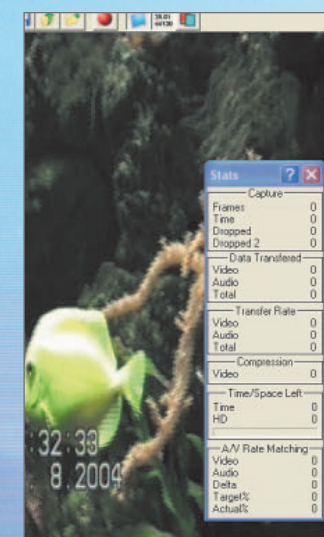 Stats
Capture
Frames 0
Time 0
Dropped 0
Dropped 2 0
Data Transfered
Video 0
Audio 0
Total 0
Transfer Rate
Video 0
Audio 0
Total 0
Compression
Video 0
Time/Space Left
Time 0
HD 0
A/V Rate Matching
Video 0
Audio 0
Delta 0
Target% 0
Actual% 0
:32:33
8.2004